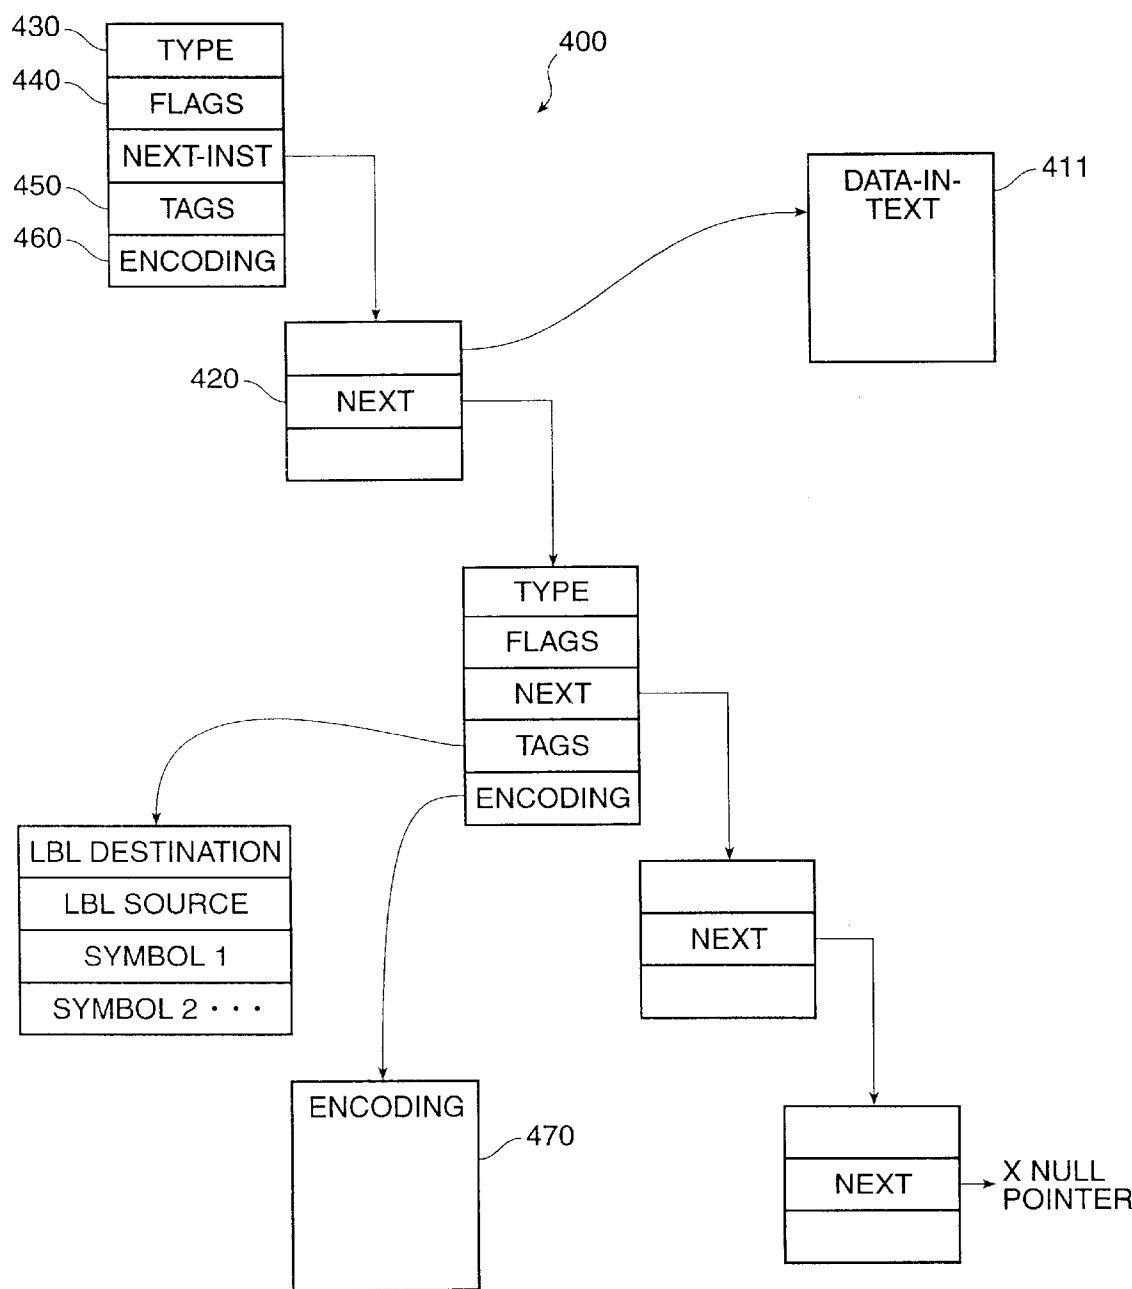 430
TYPE
400
440
FLAGS
NEXT-INST
450
TAGS
460
ENCODING
DATA-IN-
TEXT
411
420
NEXT
TYPE
FLAGS
NEXT
TAGS
ENCODING
LBL DESTINATION
LBL SOURCE
SYMBOL 1
SYMBOL 2 · · ·
NEXT
ENCODING
470
NEXT
X NULL
POINTER